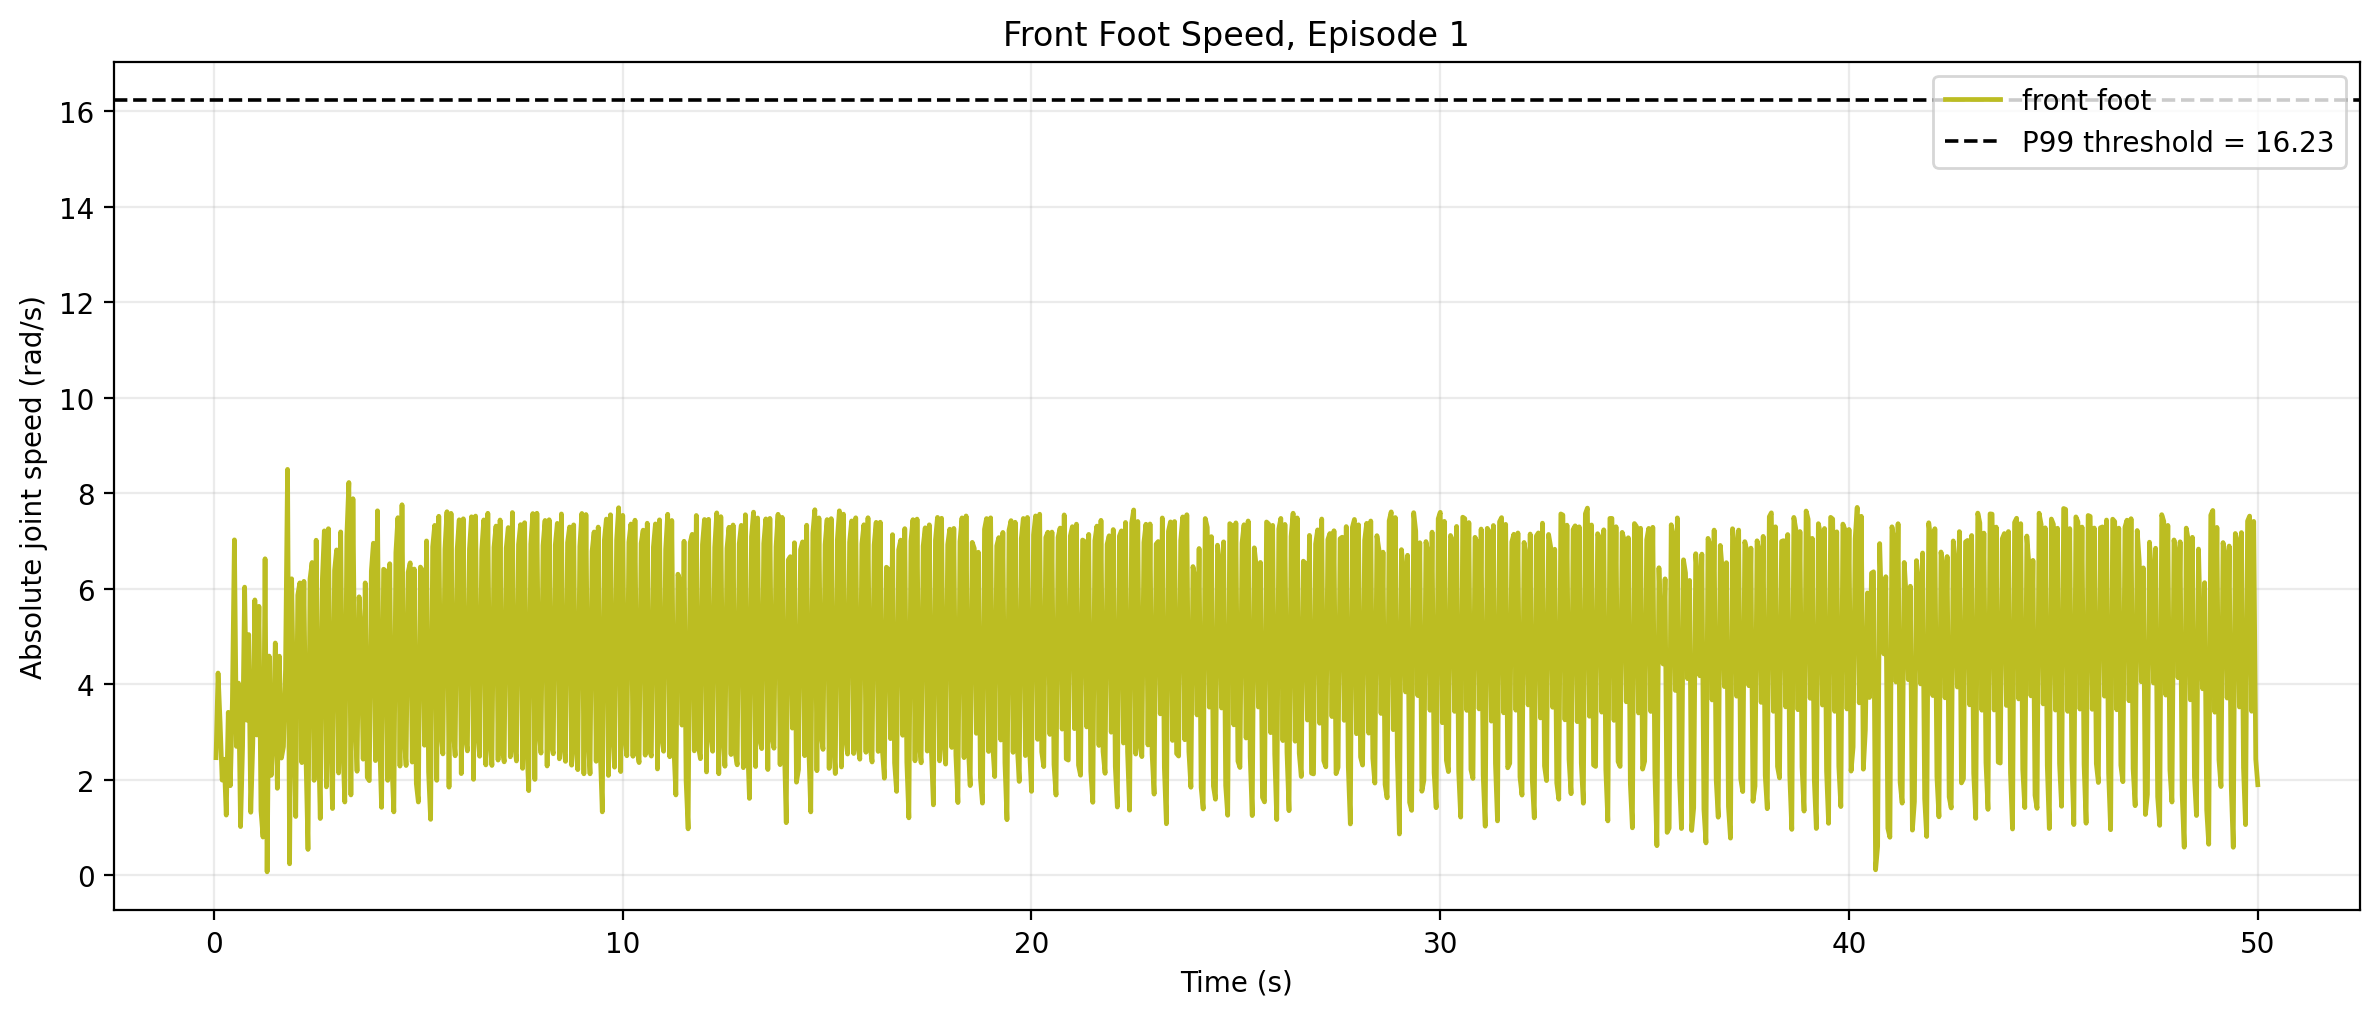 Front Foot Speed, Episode 1
front foot
P99 threshold = 16.23
Absolute joint speed (rad/s)
16
14
12
10
8
6
4
2
0
0 10 20 30 40 50
Time (s)